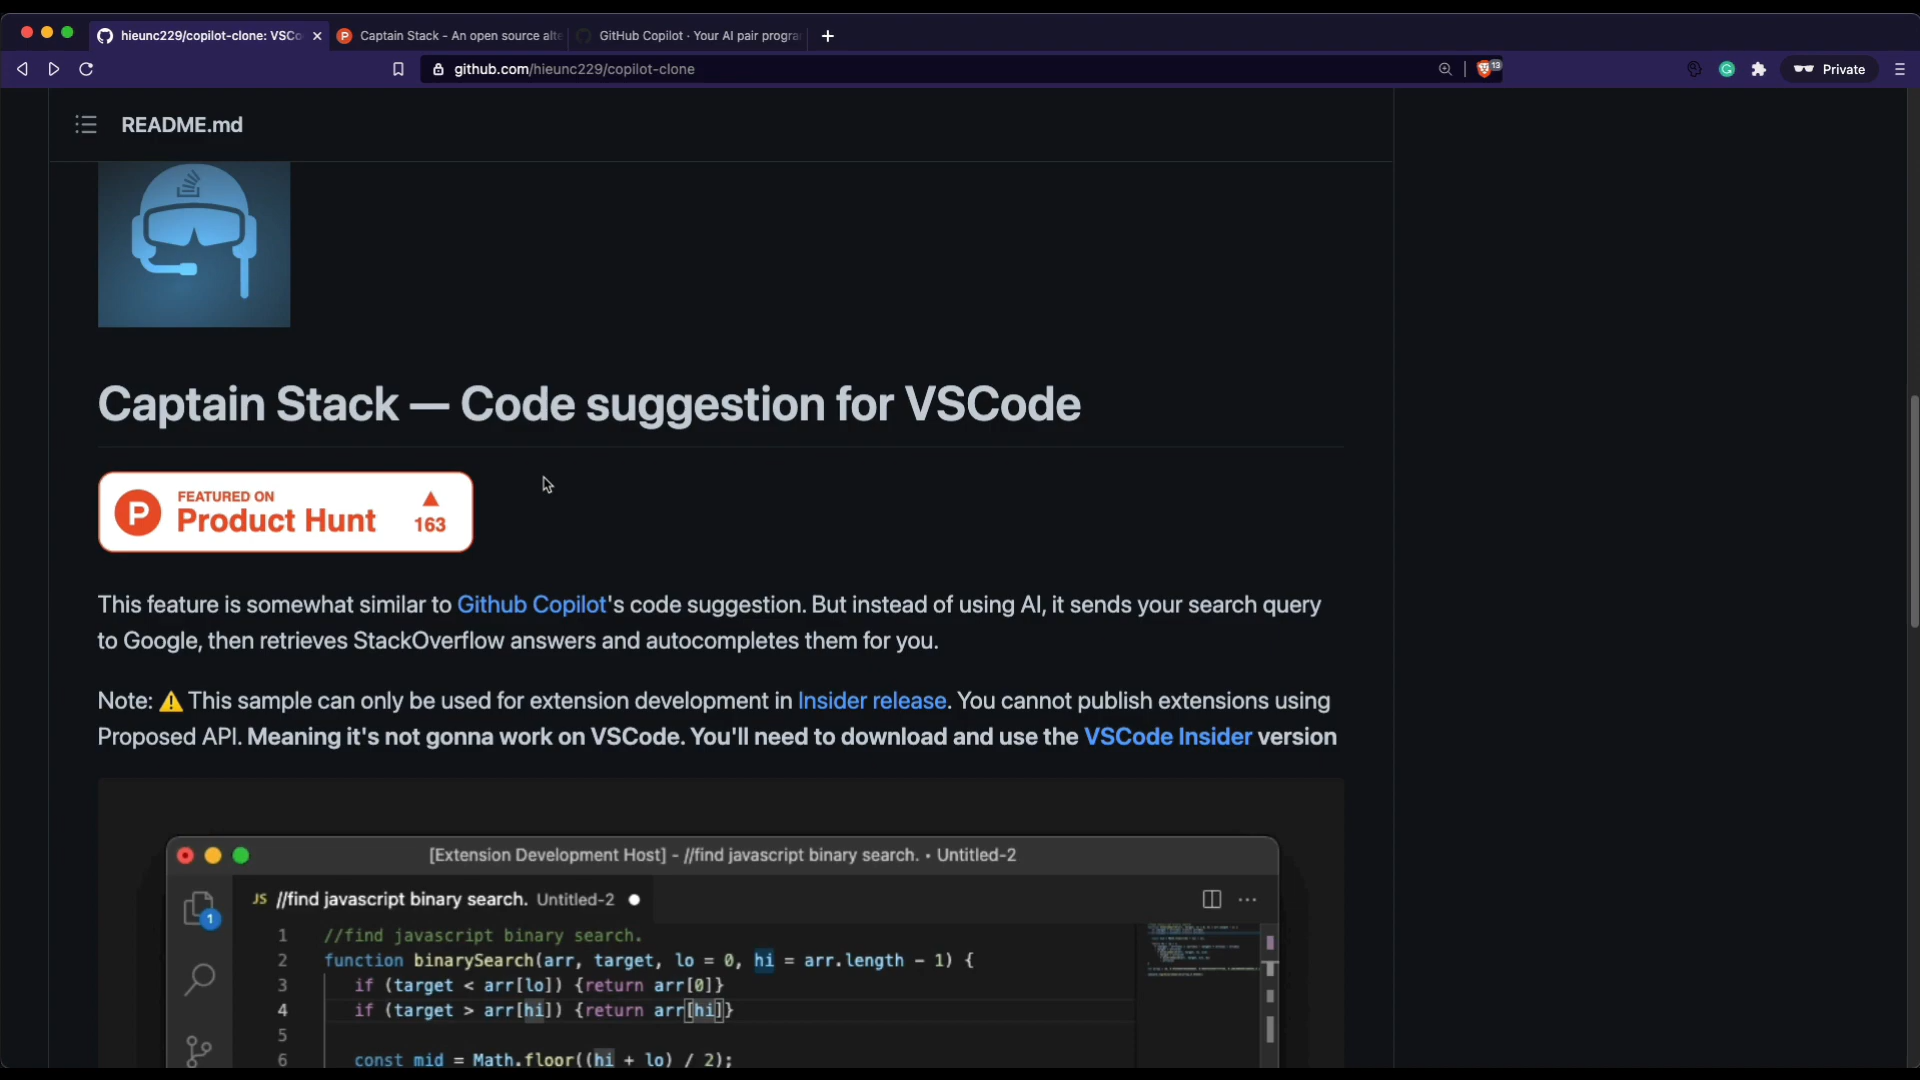 hieunc229/copilot-clone: VSCo
Captain Stack - An open source alte
GitHub Copilot · Your AI pair progra
github.com/hieunc229/copilot-clone
13
Private
README.md
Captain Stack — Code suggestion for VSCode
P
FEATURED ON
Product Hunt
163
This feature is somewhat similar to Github Copilot's code suggestion. But instead of using AI, it sends your search query
to Google, then retrieves StackOverflow answers and autocompletes them for you.
Note: ⚠️ This sample can only be used for extension development in Insider release. You cannot publish extensions using
Proposed API. Meaning it's not gonna work on VSCode. You'll need to download and use the VSCode Insider version
[Extension Development Host] - //find javascript binary search. • Untitled-2
JS //find javascript binary search. Untitled-2 ●
1
1 //find javascript binary search.
2 function binarySearch(arr, target, lo = 0, hi = arr.length - 1) {
3 if (target < arr[lo]) {return arr[0]}
4 if (target > arr[hi]) {return arr[hi]}
5
6 const mid = Math.floor((hi + lo) / 2);